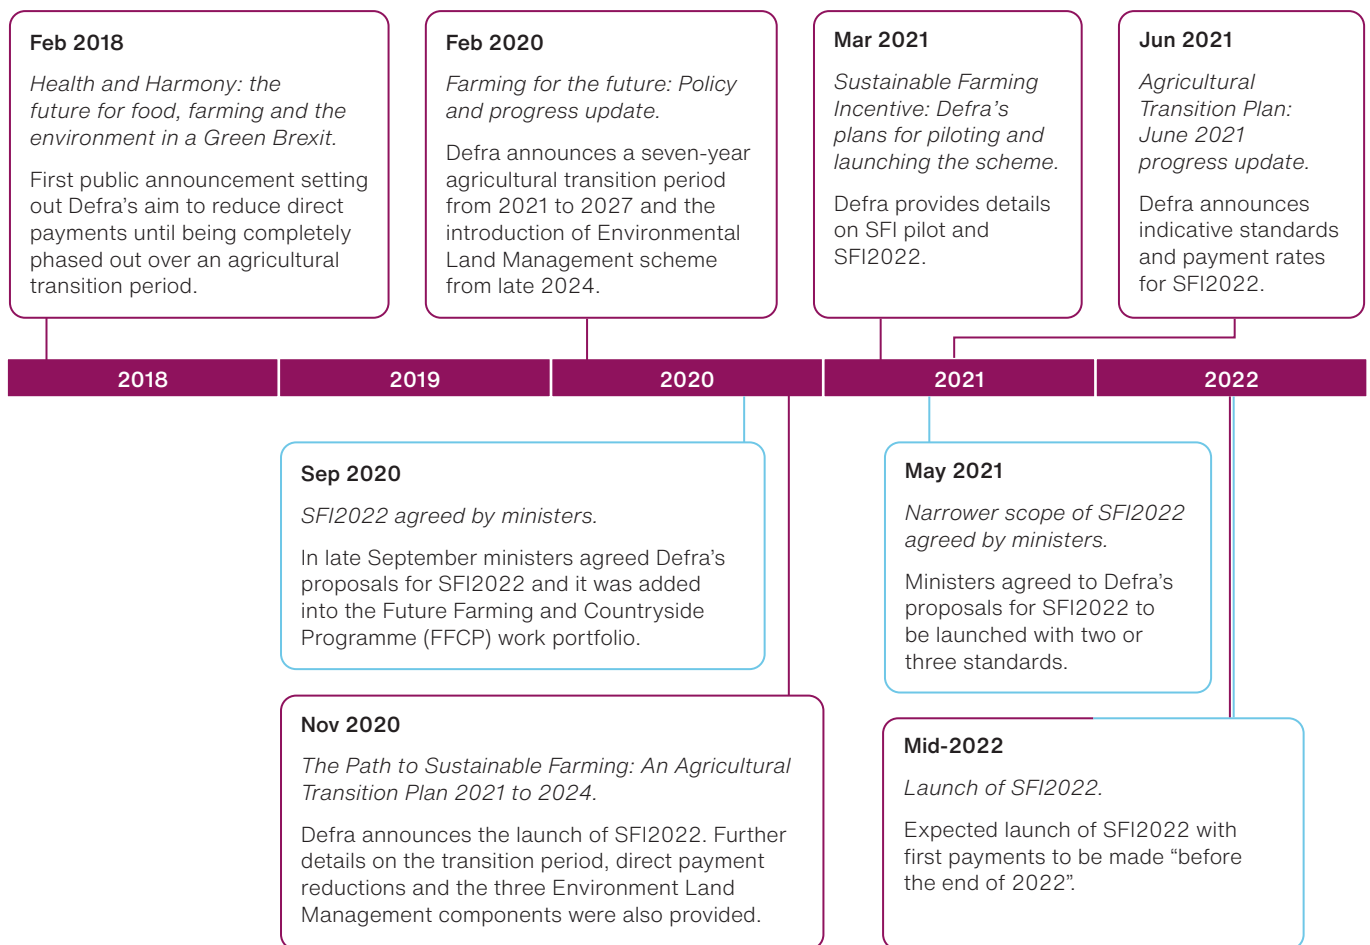 Feb 2018
Health and Harmony: the
future for food, farming and the
environment in a Green Brexit.
First public announcement setting
out Defra’s aim to reduce direct
payments until being completely
phased out over an agricultural
transition period.
Feb 2020
Farming for the future: Policy
and progress update.
Defra announces a seven-year
agricultural transition period
from 2021 to 2027 and the
introduction of Environmental
Land Management scheme
from late 2024.
Mar 2021
Sustainable Farming
Incentive: Defra’s
plans for piloting and
launching the scheme.
Defra provides details
on SFI pilot and
SFI2022.
Jun 2021
Agricultural
Transition Plan:
June 2021
progress update.
Defra announces
indicative standards
and payment rates
for SFI2022.
2018
2019
2020
2021
2022
Sep 2020
SFI2022 agreed by ministers.
In late September ministers agreed Defra’s
proposals for SFI2022 and it was added
into the Future Farming and Countryside
Programme (FFCP) work portfolio.
May 2021
Narrower scope of SFI2022
agreed by ministers.
Ministers agreed to Defra’s
proposals for SFI2022 to
be launched with two or
three standards.
Nov 2020
The Path to Sustainable Farming: An Agricultural
Transition Plan 2021 to 2024.
Defra announces the launch of SFI2022. Further
details on the transition period, direct payment
reductions and the three Environment Land
Management components were also provided.
Mid-2022
Launch of SFI2022.
Expected launch of SFI2022 with
first payments to be made “before
the end of 2022”.